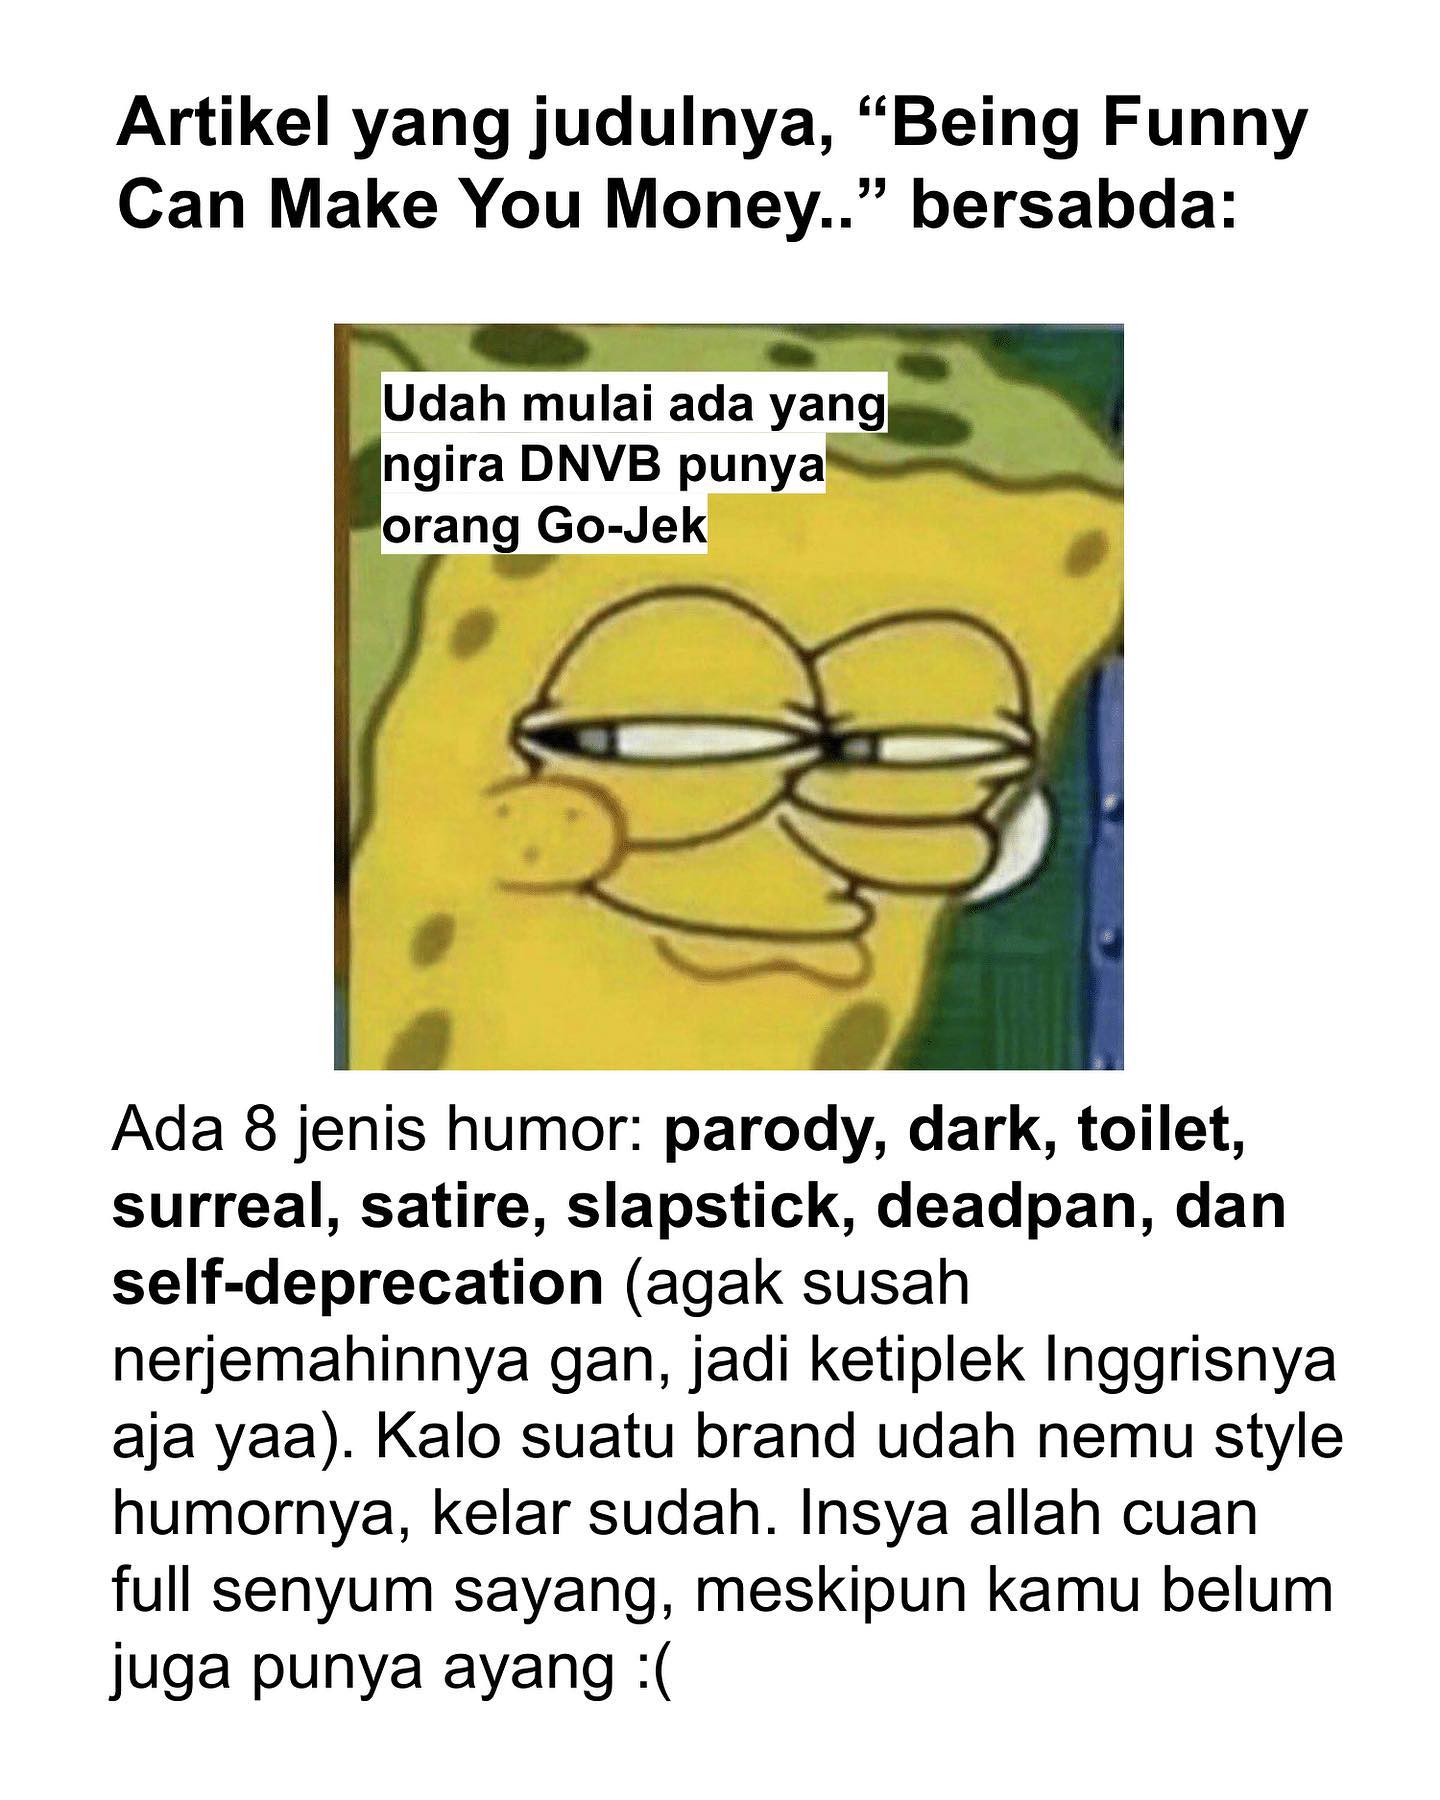 Artikel yang judulnya, “Being Funny
Can Make You Money..” bersabda:
Udah mulai ada yang
ngira DNVB punya
orang Go-Jek
Ada 8 jenis humor: parody, dark, toilet,
surreal, satire, slapstick, deadpan, dan
self-deprecation (agak susah
nerjemahinnya gan, jadi ketiplek Inggrisnya
aja yaa). Kalo suatu brand udah nemu style
humornya, kelar sudah. Insya allah cuan
full senyum sayang, meskipun kamu belum
juga punya ayang :(